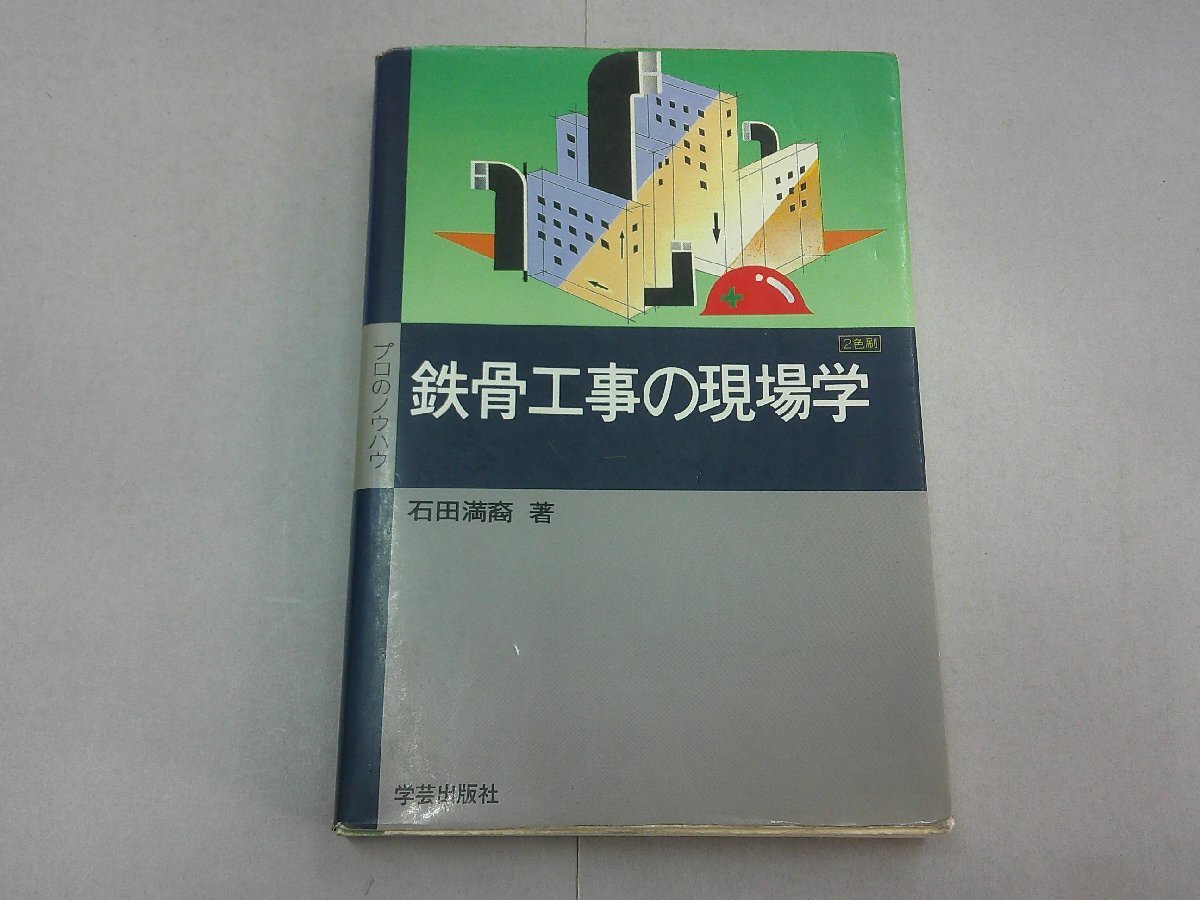 2色刷
鉄骨工事の現場学
プロのノウハウ
石田満裔 著
学芸出版社